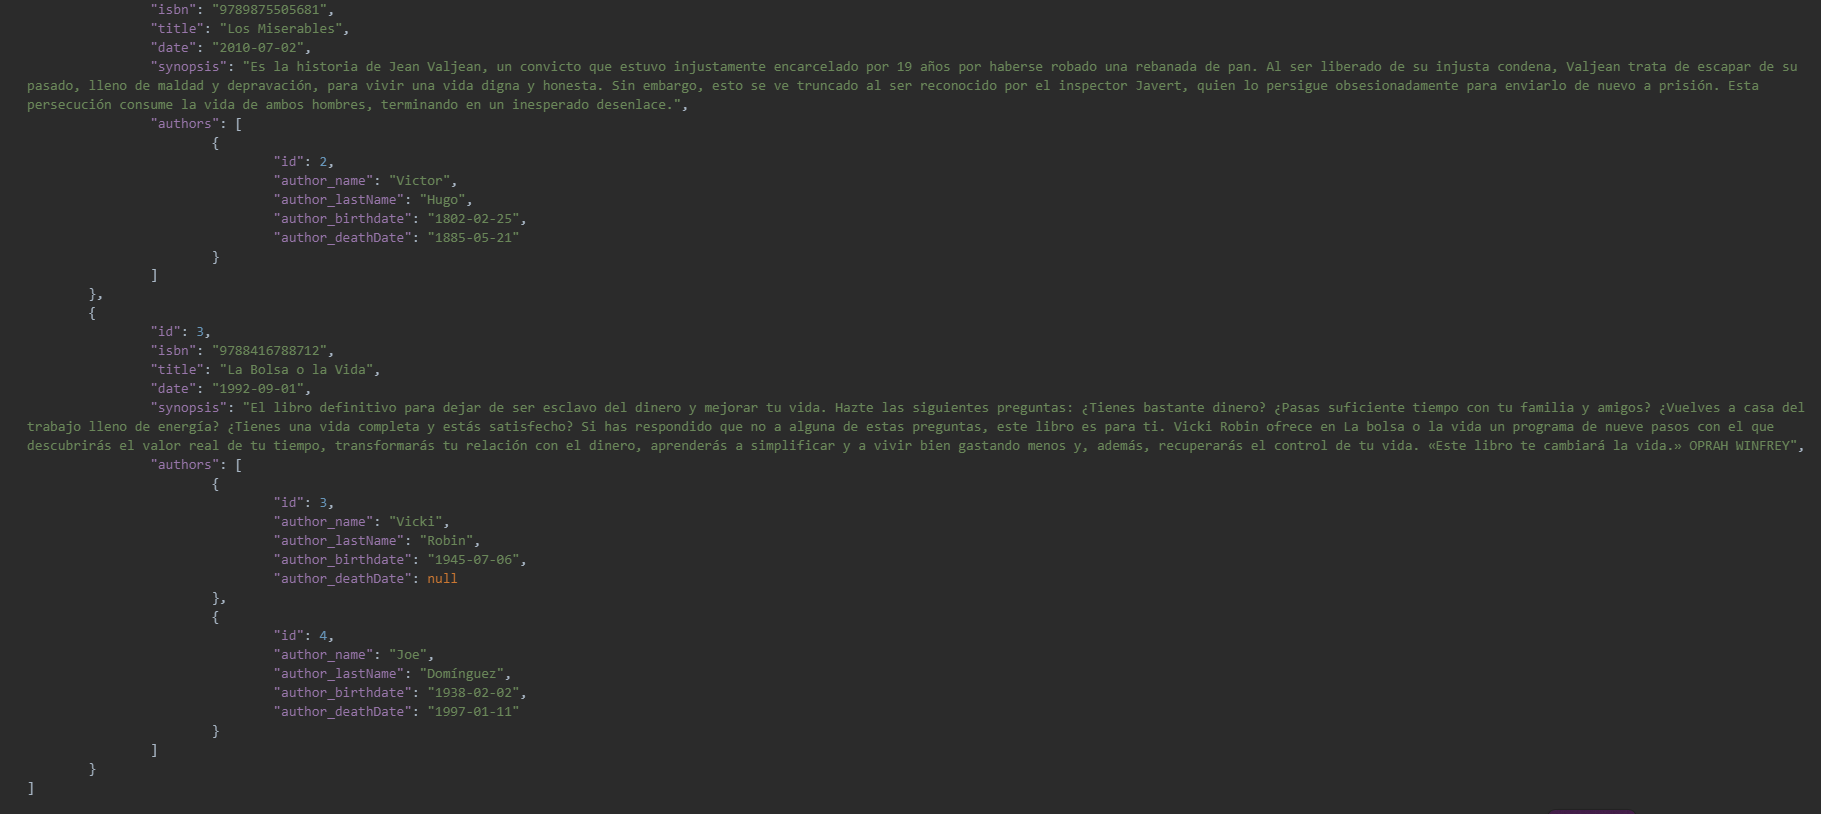 "isbn": "9789875505681",
"title": "Los Miserables",
"date": "2010-07-02",
"synopsis": "Es la historia de Jean Valjean, un convicto que estuvo injustamente encarcelado por 19 años por haberse robado una rebanada de pan. Al ser liberado de su injusta condena, Valjean trata de escapar de su
pasado, lleno de maldad y depravación, para vivir una vida digna y honesta. Sin embargo, esto se ve truncado al ser reconocido por el inspector Javert, quien lo persigue obsesionadamente para enviarlo de nuevo a prisión. Esta
persecución consume la vida de ambos hombres, terminando en un inesperado desenlace.",
"authors": [
{
"id": 2,
"author_name": "Victor",
"author_lastName": "Hugo",
"author_birthdate": "1802-02-25",
"author_deathDate": "1885-05-21"
}
]
},
{
"id": 3,
"isbn": "9788416788712",
"title": "La Bolsa o la Vida",
"date": "1992-09-01",
"synopsis": "El libro definitivo para dejar de ser esclavo del dinero y mejorar tu vida. Hazte las siguientes preguntas: ¿Tienes bastante dinero? ¿Pasas suficiente tiempo con tu familia y amigos? ¿Vuelves a casa del
trabajo lleno de energía? ¿Tienes una vida completa y estás satisfecho? Si has respondido que no a alguna de estas preguntas, este libro es para ti. Vicki Robin ofrece en La bolsa o la vida un programa de nueve pasos con el que
descubrirás el valor real de tu tiempo, transformarás tu relación con el dinero, aprenderás a simplificar y a vivir bien gastando menos y, además, recuperarás el control de tu vida. «Este libro te cambiará la vida.» OPRAH WINFREY",
"authors": [
{
"id": 3,
"author_name": "Vicki",
"author_lastName": "Robin",
"author_birthdate": "1945-07-06",
"author_deathDate": null
},
{
"id": 4,
"author_name": "Joe",
"author_lastName": "Domínguez",
"author_birthdate": "1938-02-02",
"author_deathDate": "1997-01-11"
}
]
}
]